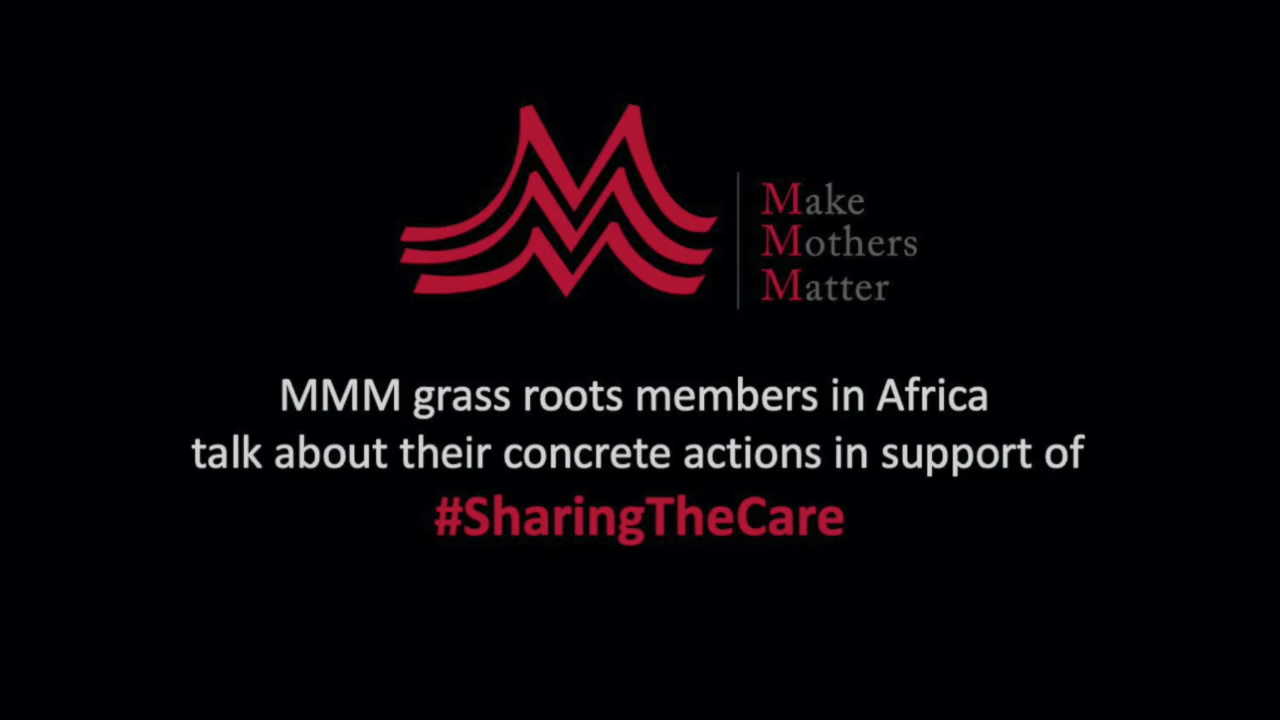 Make
Mothers
Matter
MMM grass roots members in Africa
talk about their concrete actions in support of
#SharingTheCare